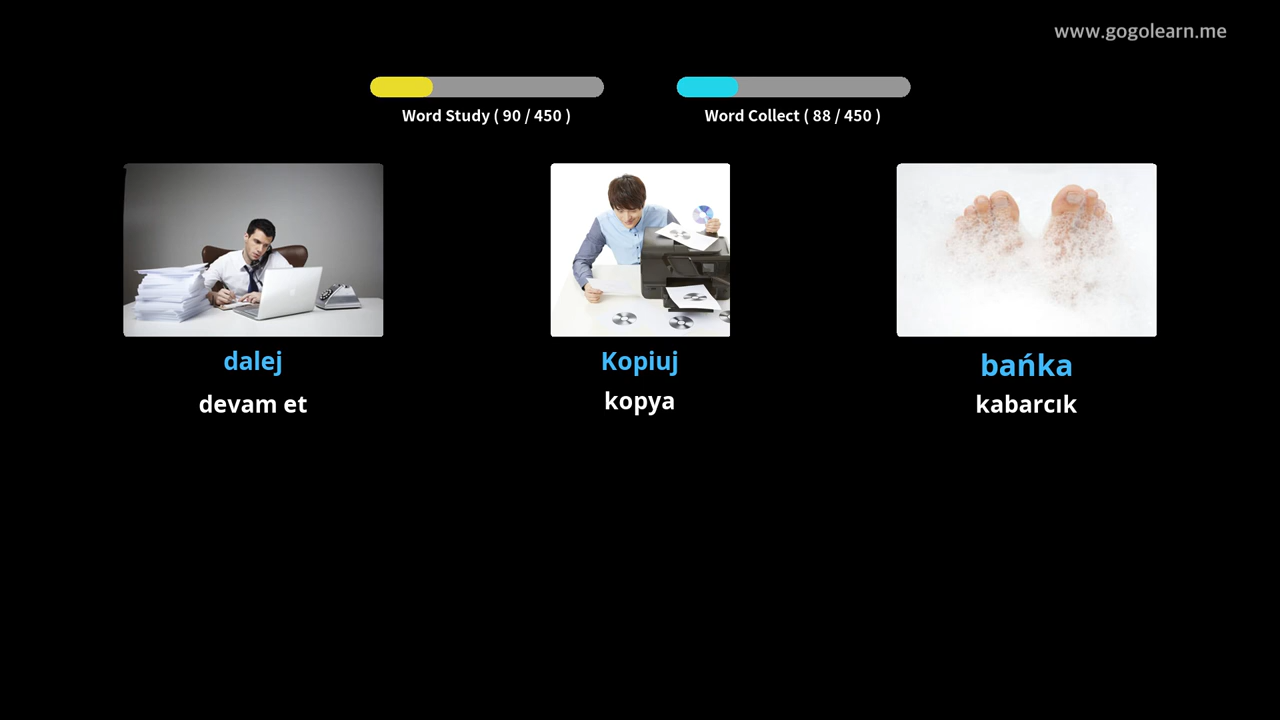 www.gogolearn.me
Word Study ( 90 / 450 )
Word Collect ( 88 / 450 )
dalej
devam et
Kopiuj
kopya
bańka
kabarcık